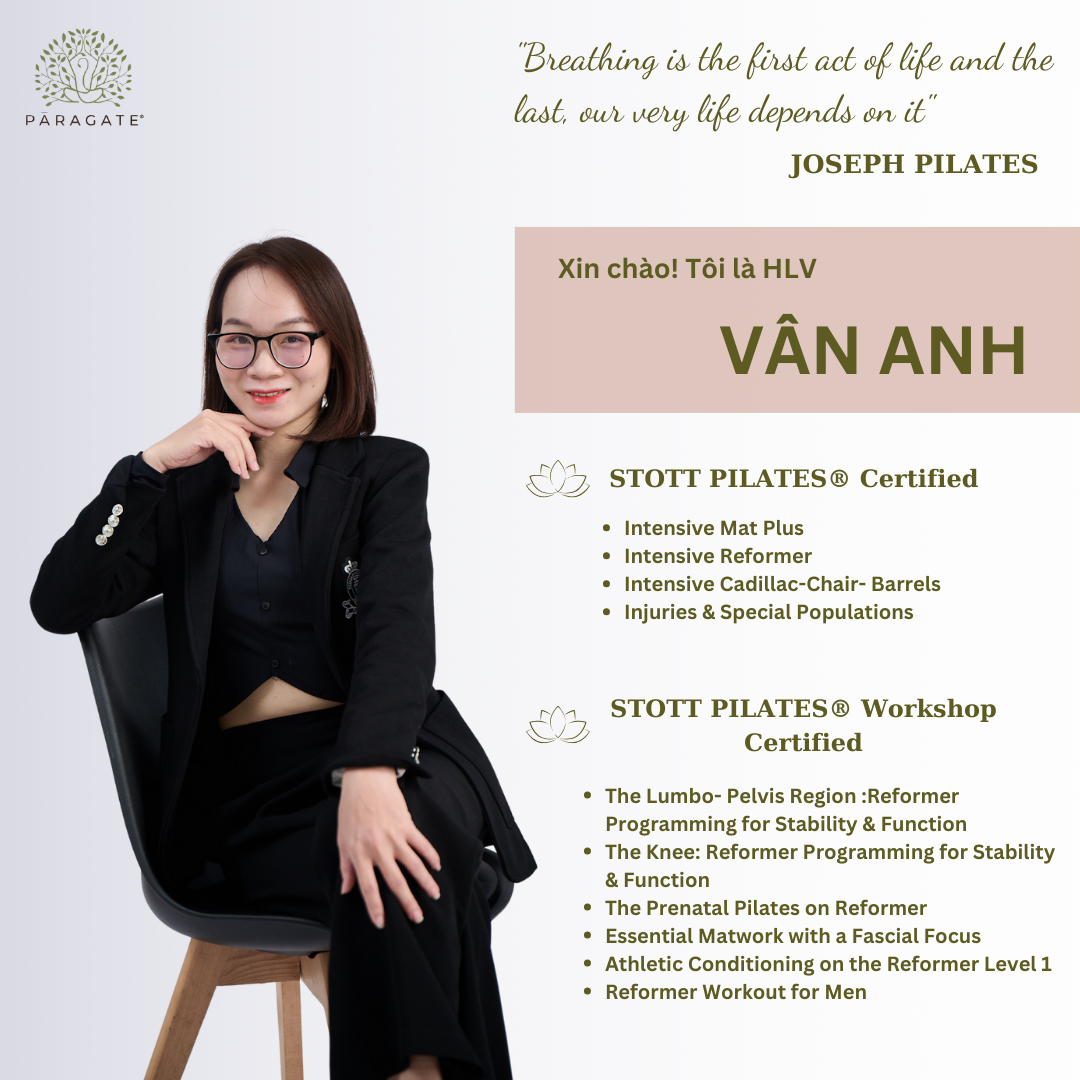 PĀRAGATE®
"Breathing is the first act of life and the
last, our very life depends on it"
JOSEPH PILATES
Xin chào! Tôi là HLV
VÂN ANH
STOTT PILATES® Certified
• Intensive Mat Plus
• Intensive Reformer
• Intensive Cadillac-Chair- Barrels
• Injuries & Special Populations
STOTT PILATES® Workshop
Certified
• The Lumbo- Pelvis Region :Reformer
Programming for Stability & Function
• The Knee: Reformer Programming for Stability
& Function
• The Prenatal Pilates on Reformer
• Essential Matwork with a Fascial Focus
• Athletic Conditioning on the Reformer Level 1
• Reformer Workout for Men